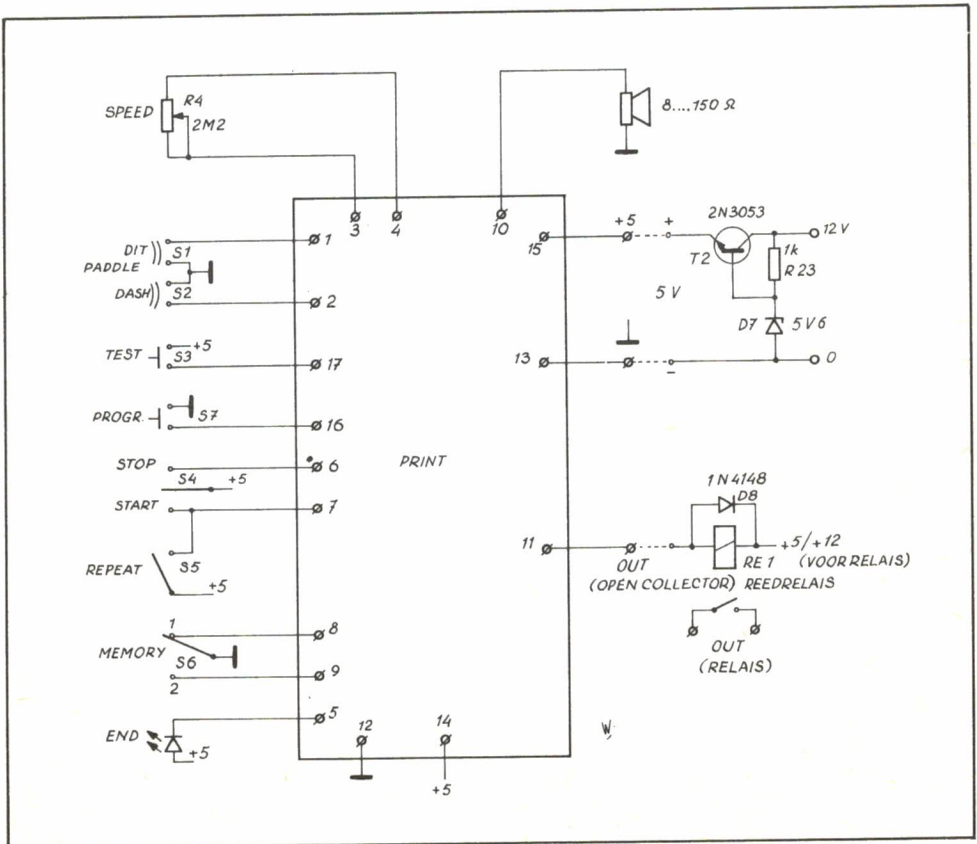 SPEED
R4
2M2
8....150 Ω
3
4
10
DIT
PADDLE
DASH
S1
S2
1
2
TEST
+5
S3
17
PROGR.
S7
16
STOP
6
S4
+5
START
7
REPEAT
S5
+5
MEMORY
1
S6
2
8
9
END
+5
5
12
14
+5
PRINT
15
+5
+
2N3053
T2
12V
1k
R23
5 V
D7
5V6
13
-
0
11
OUT
(OPEN COLLECTOR)
1N4148
D8
RE1
REEDRELAIS
+5/+12
(VOOR RELAIS)
OUT
(RELAIS)
W